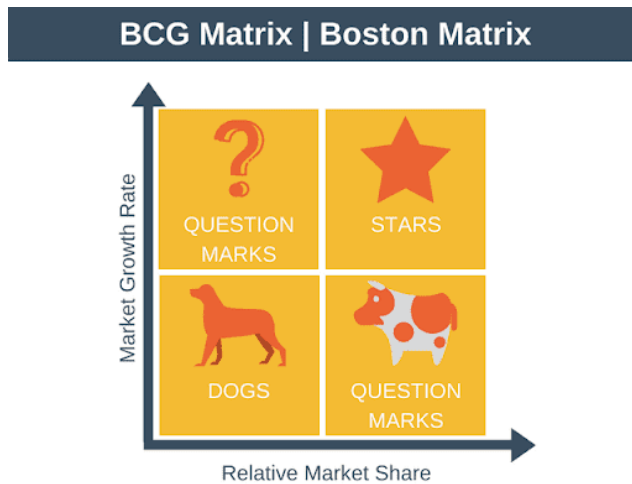 BCG Matrix | Boston Matrix
Market Growth Rate
QUESTION
MARKS
STARS
DOGS
QUESTION
MARKS
Relative Market Share